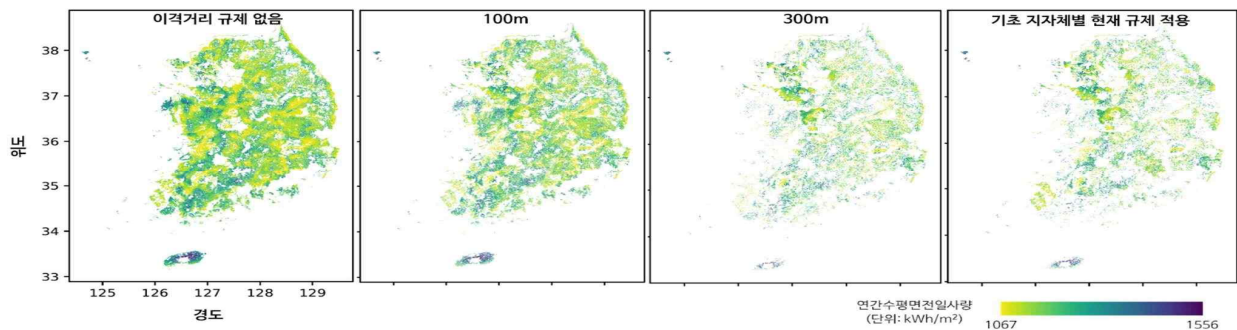 이격거리 규제 없음
100m
300m
기초 지자체별 현재 규제 적용
38
37
36
35
34
33
위도
125
126
127
128
129
경도
연간수평면전일사량
(단위: kWh/m²)
1067
1556